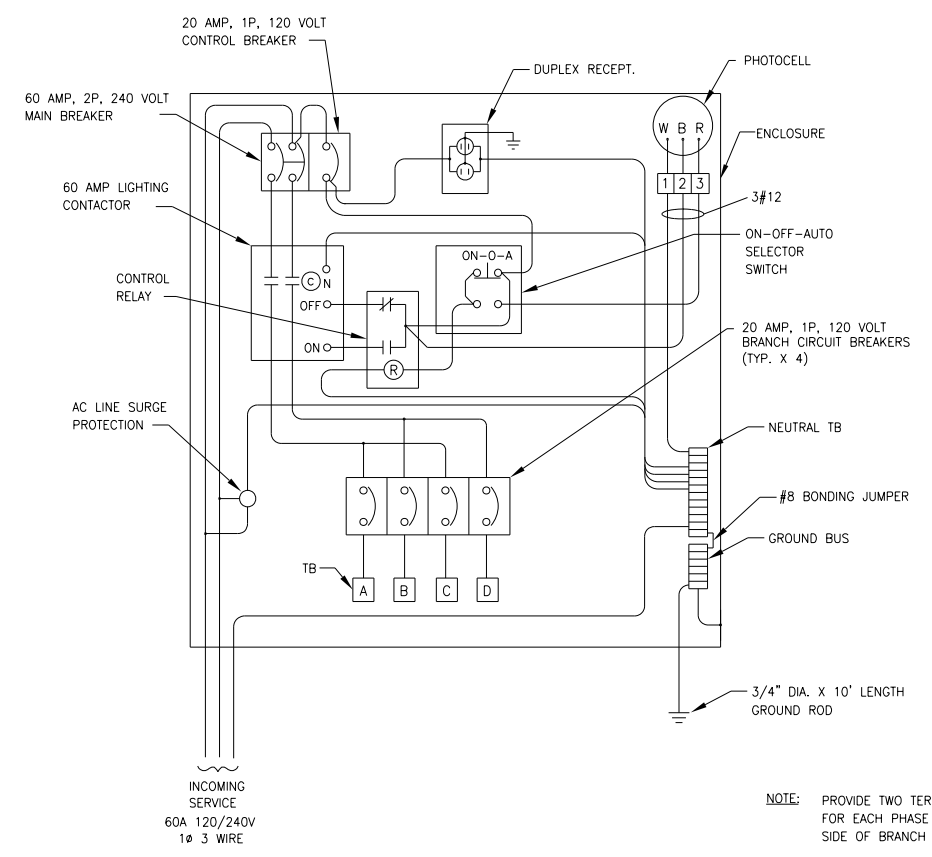 20 AMP, 1P, 120 VOLT
CONTROL BREAKER
60 AMP, 2P, 240 VOLT
MAIN BREAKER
DUPLEX RECEPT.
PHOTOCELL
W B R
ENCLOSURE
1 2 3
3#12
60 AMP LIGHTING
CONTACTOR
ON-OFF-AUTO
SELECTOR
SWITCH
ON-O-A
C N
OFF
ON
CONTROL
RELAY
R
20 AMP, 1P, 120 VOLT
BRANCH CIRCUIT BREAKERS
(TYP. X 4)
AC LINE SURGE
PROTECTION
NEUTRAL TB
#8 BONDING JUMPER
GROUND BUS
TB
A B C D
3/4" DIA. X 10' LENGTH
GROUND ROD
INCOMING
SERVICE
60A 120/240V
1ø 3 WIRE
NOTE: PROVIDE TWO TER
FOR EACH PHASE
SIDE OF BRANCH